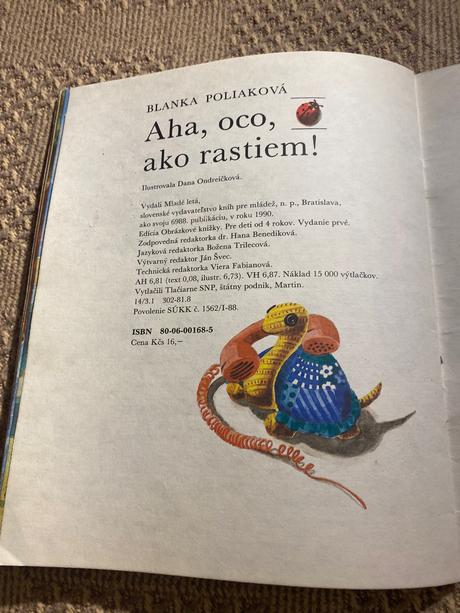 BLANKA POLIAKOVÁ
Aha, oco,
ako rastiem!
Ilustrovala Dana Ondreičková.
Vydali Mladé letá,
slovenské vydavateľstvo kníh pre mládež, n. p., Bratislava,
ako svoju 6988. publikáciu, v roku 1990.
Edícia Obrázkové knižky. Pre deti od 4 rokov. Vydanie prvé.
Zodpovedná redaktorka dr. Hana Benediková.
Jazyková redaktorka Božena Trilecová.
Výtvarný redaktor Ján Švec.
Technická redaktorka Viera Fabianová.
AH 6,81 (text 0,08, ilustr. 6,73). VH 6,87. Náklad 15 000 výtlačkov.
Vytlačili Tlačiarne SNP, štátny podnik, Martin.
14/3.1 302-81.8
Povolenie SÚKK č. 1562/I-88.
ISBN 80-06-00168-5
Cena Kčs 16,–